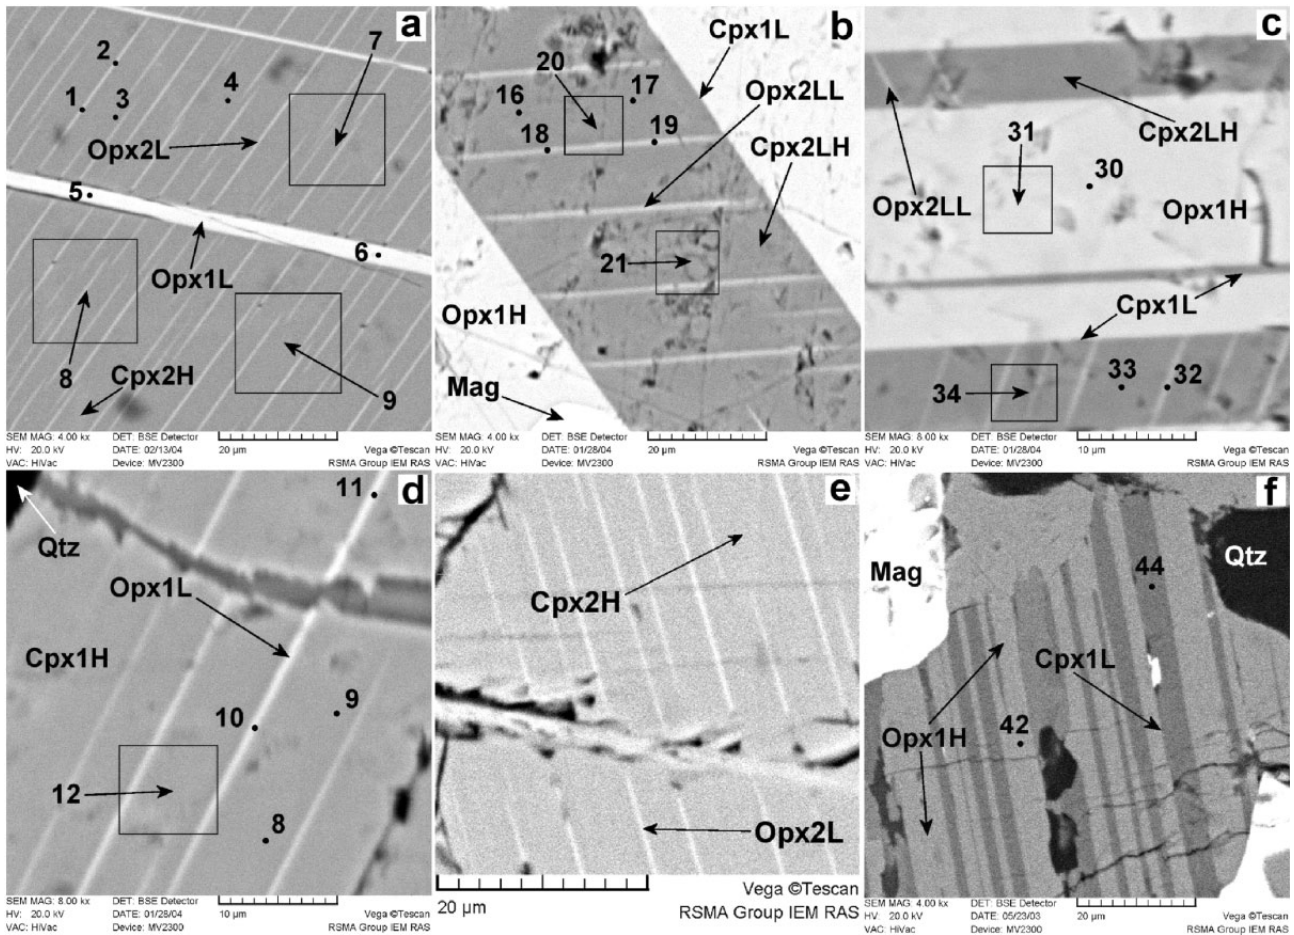 a
7
2
4
1
3
Opx2L
5
6
Opx1L
8
Cpx2H
9
SEM MAG: 4.00 kx DET: BSE Detector
HV: 20.0 kV DATE: 02/13/04 20 µm Vega ©Tescan
VAC: HiVac Device: MV2300 RSMA Group IEM RAS
b
Cpx1L
20
17
Opx2LL
16
18
19
Cpx2LH
21
Opx1H
Mag
SEM MAG: 4.00 kx DET: BSE Detector
HV: 20.0 kV DATE: 01/28/04 20 µm Vega ©Tescan
VAC: HiVac Device: MV2300 RSMA Group IEM RAS
c
Cpx2LH
31
30
Opx2LL
Opx1H
Cpx1L
33
32
34
SEM MAG: 8.00 kx DET: BSE Detector
HV: 20.0 kV DATE: 01/28/04 10 µm Vega ©Tescan
VAC: HiVac Device: MV2300 RSMA Group IEM RAS
d
11
Qtz
Opx1L
Cpx1H
9
10
12
8
SEM MAG: 8.00 kx DET: BSE Detector
HV: 20.0 kV DATE: 01/28/04 10 µm Vega ©Tescan
VAC: HiVac Device: MV2300 RSMA Group IEM RAS
e
Cpx2H
Opx2L
20 µm
Vega ©Tescan
RSMA Group IEM RAS
f
Mag
44
Qtz
Cpx1L
42
Opx1H
SEM MAG: 4.00 kx DET: BSE Detector
HV: 20.0 kV DATE: 05/23/03 20 µm Vega ©Tescan
VAC: HiVac Device: MV2300 RSMA Group IEM RAS